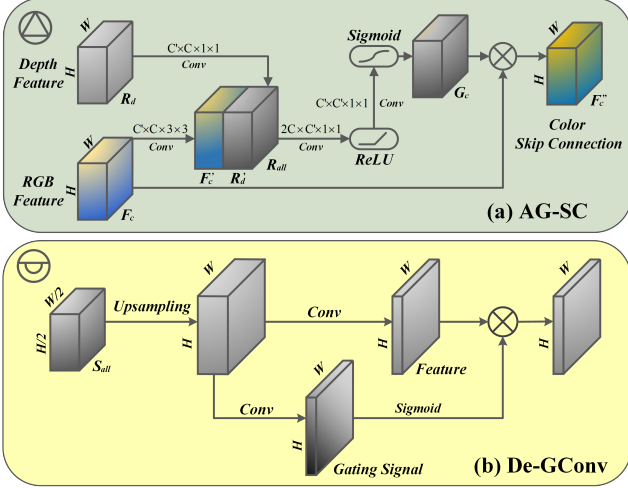 W
H
Depth
Feature
R_d
C'×C×1×1
Conv
W
H
RGB
Feature
F_c
C'×C×3×3
Conv
F_c'
R_d'
R_all
2C×C'×1×1
Conv
ReLU
C'×C'×1×1
Conv
Sigmoid
G_c
W
H
F_c''
Color
Skip Connection
(a) AG-SC
W/2
H/2
S_all
Upsampling
W
H
Conv
W
H
Feature
W
H
Conv
W
H
Gating Signal
Sigmoid
(b) De-GConv